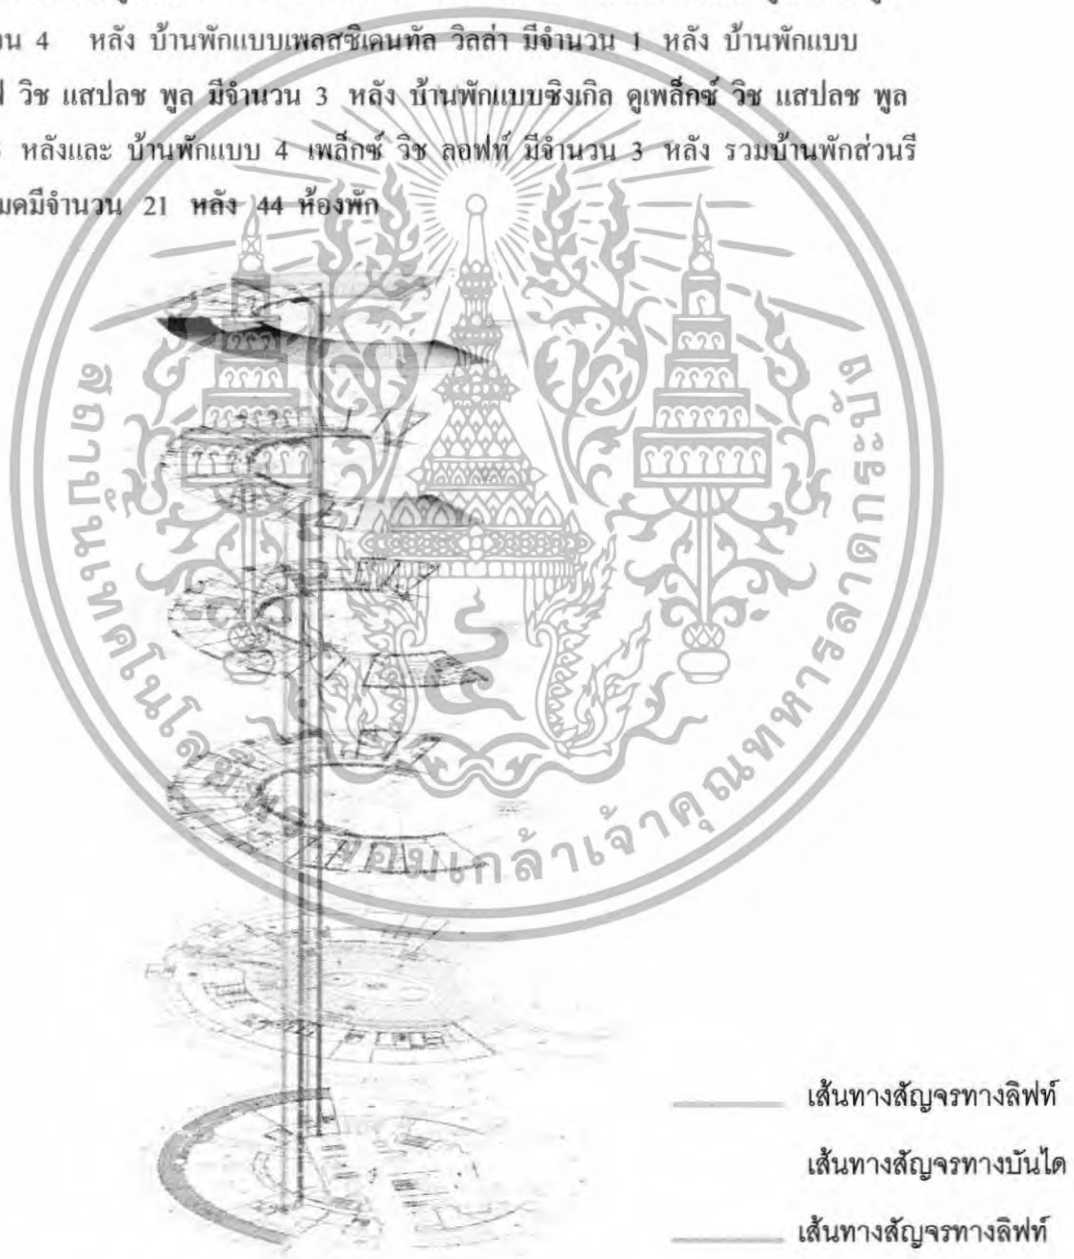 วน 4 หลัง บ้านพักแบบเพลสซิเดนทัล วิลล่า มีจำนวน 1 หลัง บ้านพักแบบ
วิช แสปลช พูล มีจำนวน 3 หลัง บ้านพักแบบซิงเกิล ดูเพล็กซ์ วิช แสปลช พูล
หลังและ บ้านพักแบบ 4 เพล็กซ์ วิช ลอฟท์ มีจำนวน 3 หลัง รวมบ้านพักส่วนรี
มดมีจำนวน 21 หลัง 44 ห้องพัก
สถาบันเทคโนโลยีพระจอมเกล้าเจ้าคุณทหารลาดกระบัง
เส้นทางสัญจรทางลิฟท์
เส้นทางสัญจรทางบันได
เส้นทางสัญจรทางลิฟท์